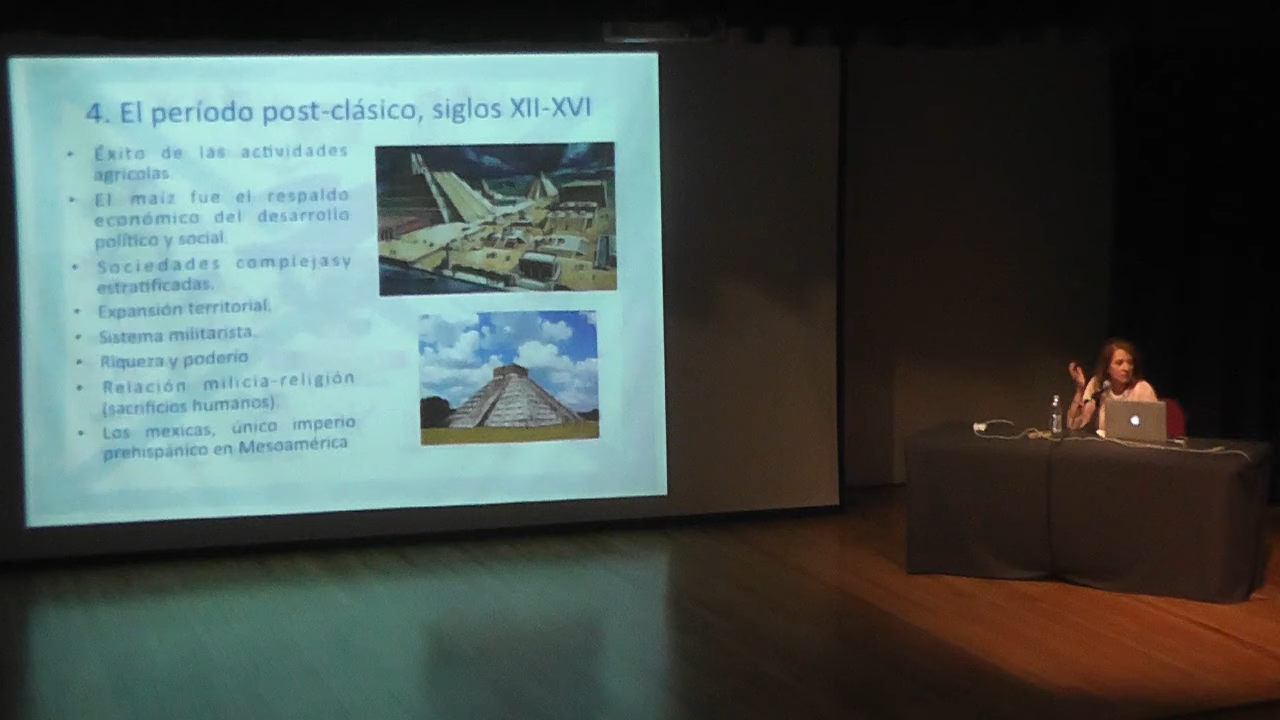 4. El período post-clásico, siglos XII-XVI
• Éxito de las actividades
agrícolas
• El maíz fue el respaldo
económico del desarrollo
político y social.
• Sociedades complejasy
estratificadas.
• Expansión territorial.
• Sistema militarista.
• Riqueza y poderío
• Relación milicia-religión
(sacrificios humanos)
• Los mexicas, único imperio
prehispánico en Mesoamérica